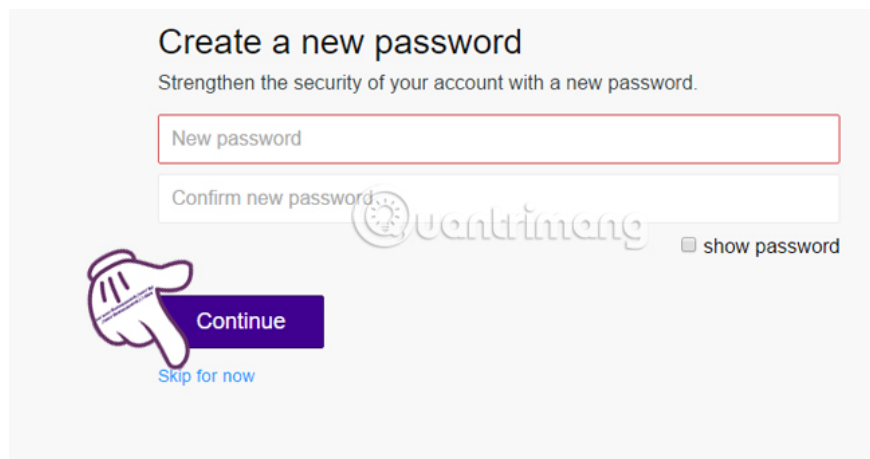 Create a new password
Strengthen the security of your account with a new password.
New password
Confirm new password
Quantrimang
show password
Continue
Skip for now